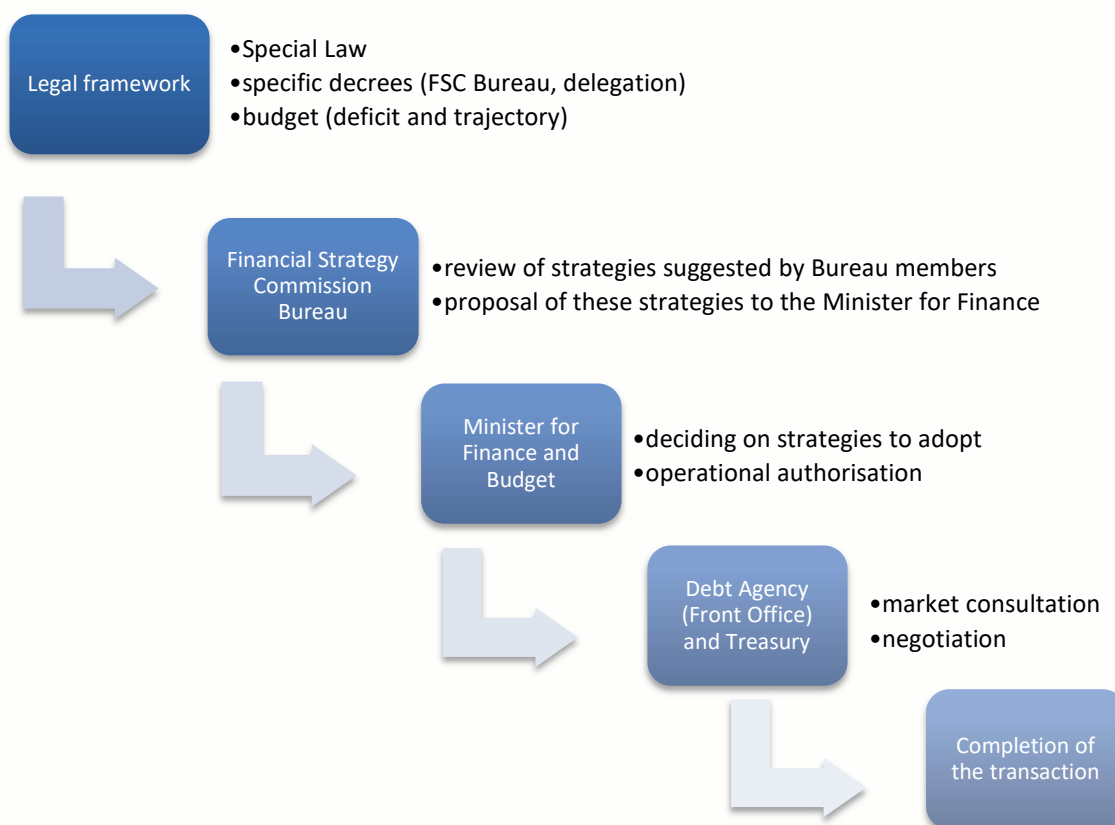 Legal framework
•Special Law
•specific decrees (FSC Bureau, delegation)
•budget (deficit and trajectory)
Financial Strategy
Commission
Bureau
•review of strategies suggested by Bureau members
•proposal of these strategies to the Minister for Finance
Minister for
Finance and
Budget
•deciding on strategies to adopt
•operational authorisation
Debt Agency
(Front Office)
and Treasury
•market consultation
•negotiation
Completion of
the transaction